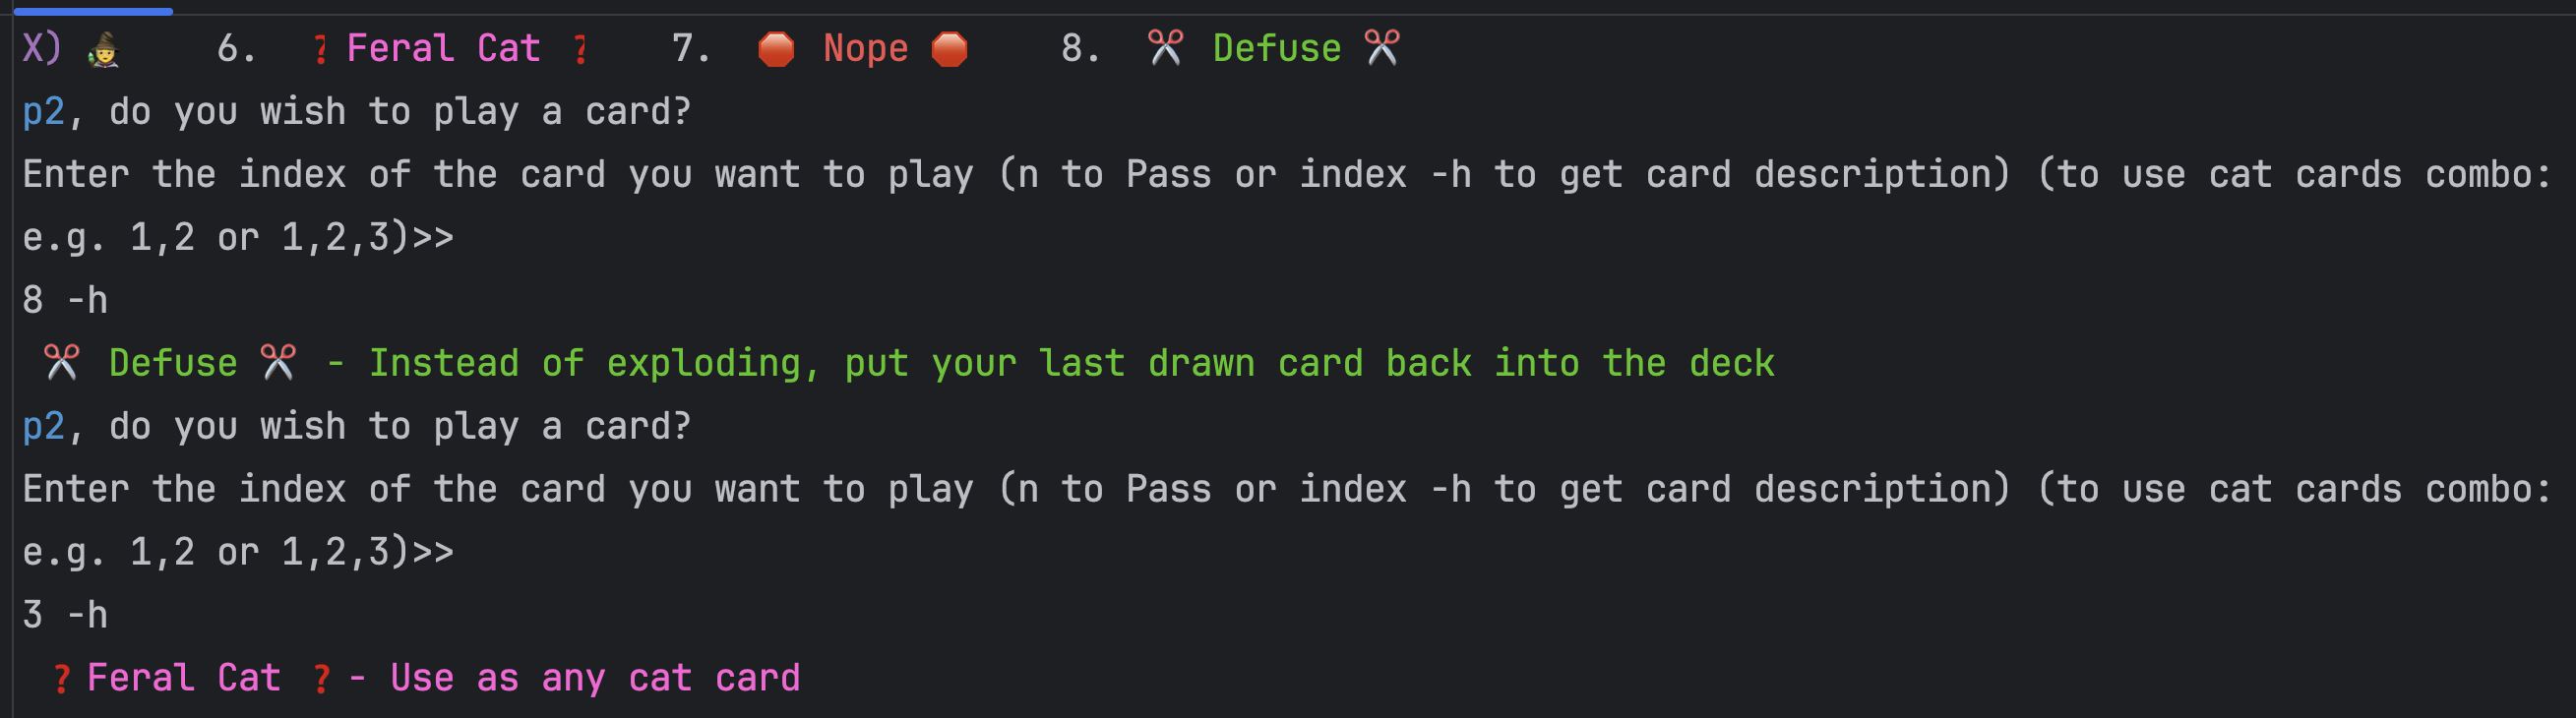 X) 🧙 6. ❓ Feral Cat ❓ 7. 🛑 Nope 🛑 8. ✂️ Defuse ✂️
p2, do you wish to play a card?
Enter the index of the card you want to play (n to Pass or index -h to get card description) (to use cat cards combo:
e.g. 1,2 or 1,2,3)>>
8 -h
✂️ Defuse ✂️ - Instead of exploding, put your last drawn card back into the deck
p2, do you wish to play a card?
Enter the index of the card you want to play (n to Pass or index -h to get card description) (to use cat cards combo:
e.g. 1,2 or 1,2,3)>>
3 -h
❓ Feral Cat ❓ - Use as any cat card